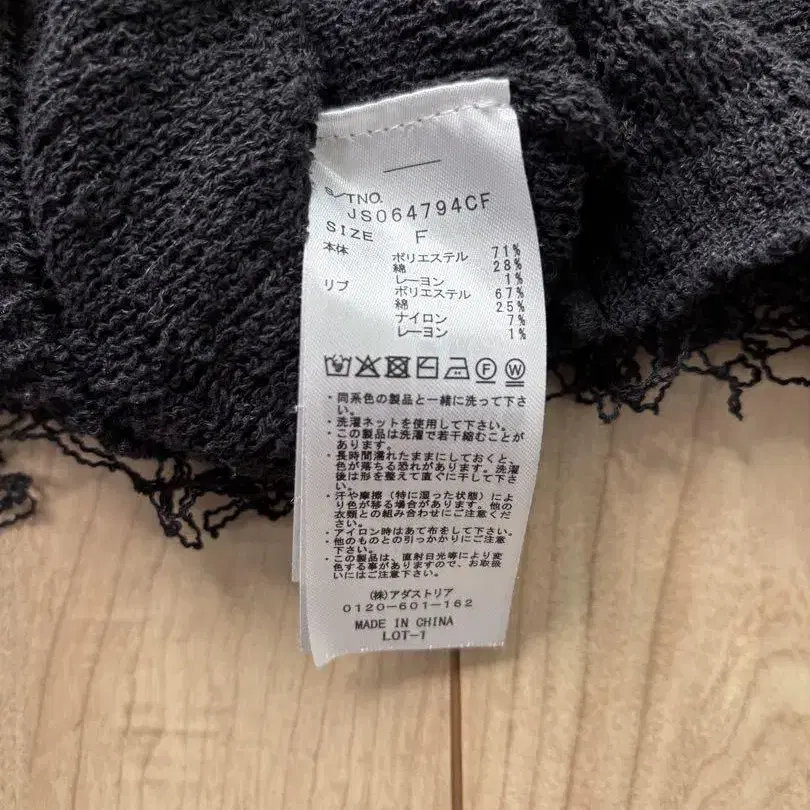 S/TNO.
JS064794CF
SIZE F
本体 ポリエステル 71%
綿 28%
レーヨン 1%
リブ ポリエステル 67%
綿 25%
ナイロン 7%
レーヨン 1%
F W
・同系色の製品と一緒に洗って下さ
い。
・洗濯ネットを使用して下さい。
・この製品は洗濯で若干縮むことが
あります。
・長時間濡れたままにしておくと、
色が落ちる恐れがあります。洗濯
後は形を整えて直ぐに干して下さ
い。
・汗や摩擦（特に湿った状態）によ
り色が移る場合があります。他の
衣類との組み合わせにご注意くだ
さい。
・アイロン時はあて布をして下さい。
・他のものとの引っかかりにご注意
下さい。
・この製品は、直射日光等により変
色する事がありますので、お取扱
いにはご注意下さい。
(株)アダストリア
0120-601-162
MADE IN CHINA
LOT-1